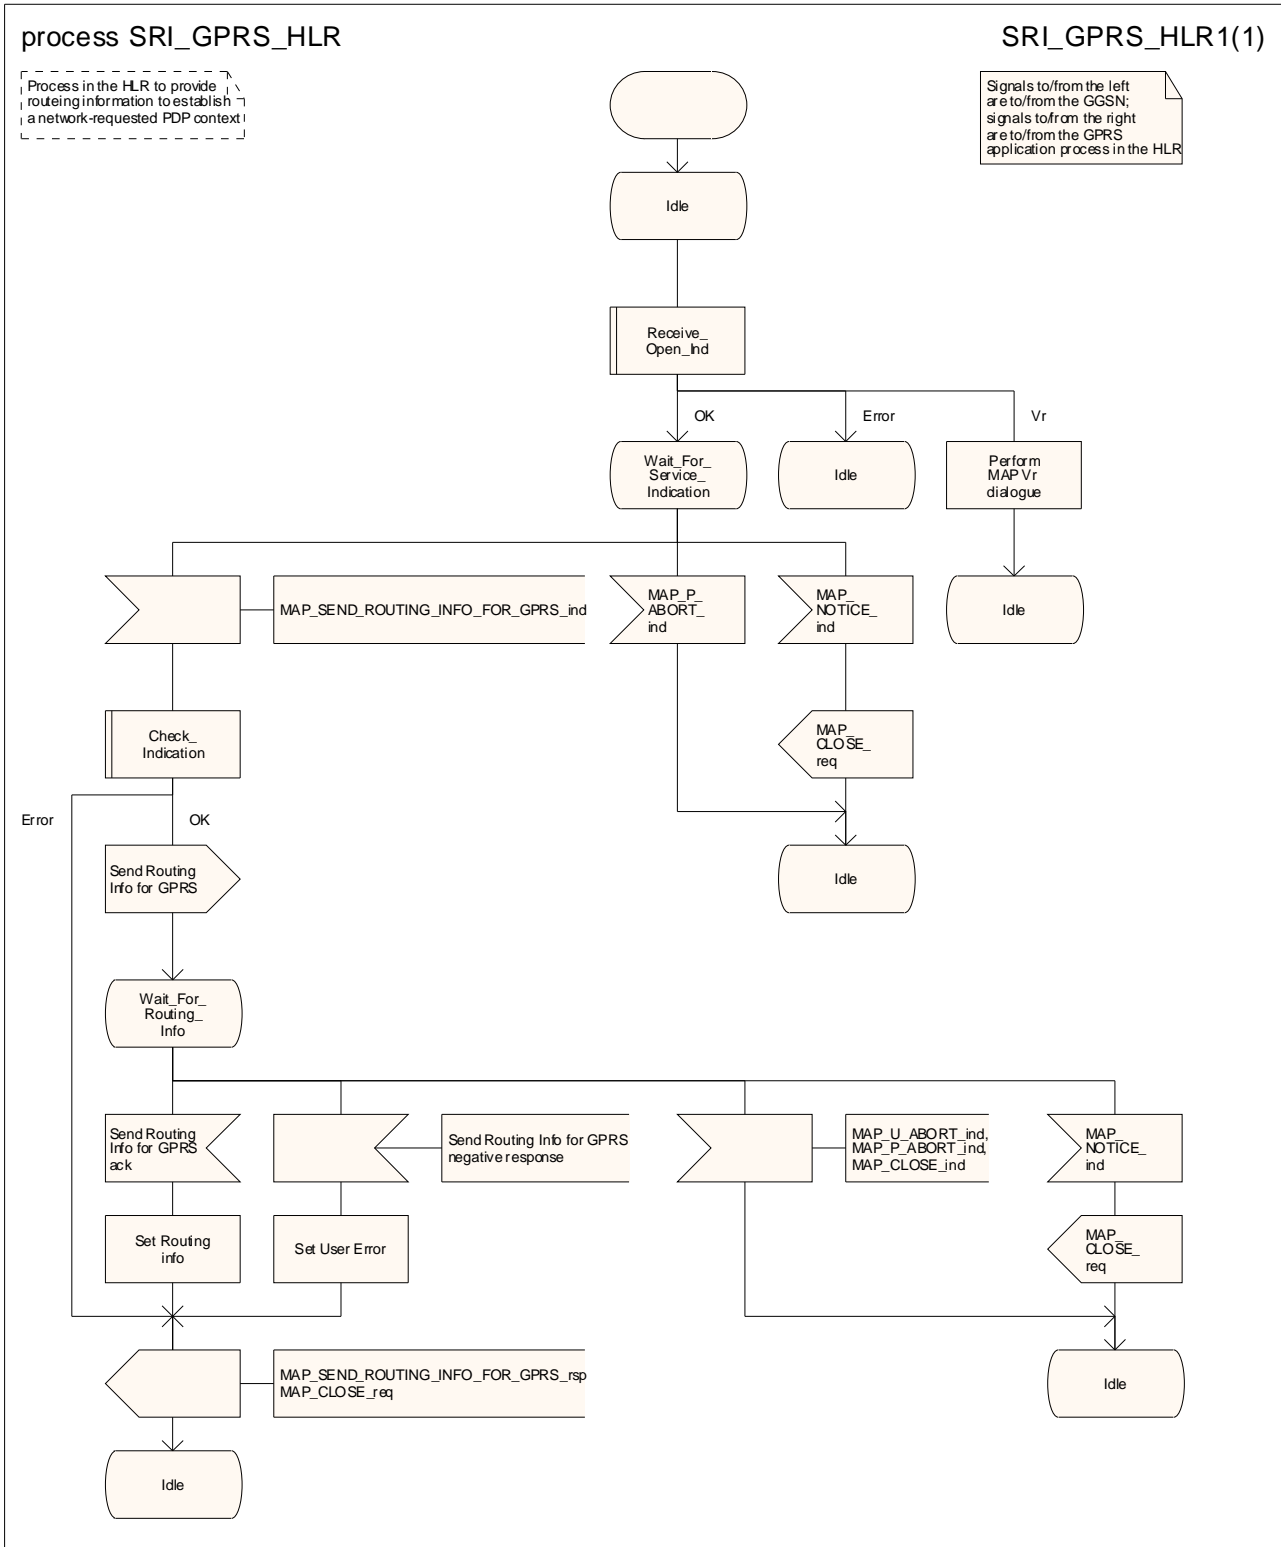 process SRI_GPRS_HLR
SRI_GPRS_HLR1(1)
Process in the HLR to provide
routeing information to establish
a network-requested PDP context
Signals to/from the left
are to/from the GGSN;
signals to/from the right
are to/from the GPRS
application process in the HLR
Idle
Receive_
Open_Ind
OK
Error
Vr
Wait_For_
Service_
Indication
Idle
Perform
MAP Vr
dialogue
MAP_SEND_ROUTING_INFO_FOR_GPRS_ind
MAP_P_
ABORT_
ind
MAP_
NOTICE_
ind
Idle
Check_
Indication
MAP_
CLOSE_
req
Error
OK
Send Routing
Info for GPRS
Idle
Wait_For_
Routing_
Info
Send Routing
Info for GPRS
ack
Send Routing Info for GPRS
negative response
MAP_U_ABORT_ind,
MAP_P_ABORT_ind,
MAP_CLOSE_ind
MAP_
NOTICE_
ind
Set Routing
info
Set User Error
MAP_
CLOSE_
req
MAP_SEND_ROUTING_INFO_FOR_GPRS_rsp
MAP_CLOSE_req
Idle
Idle